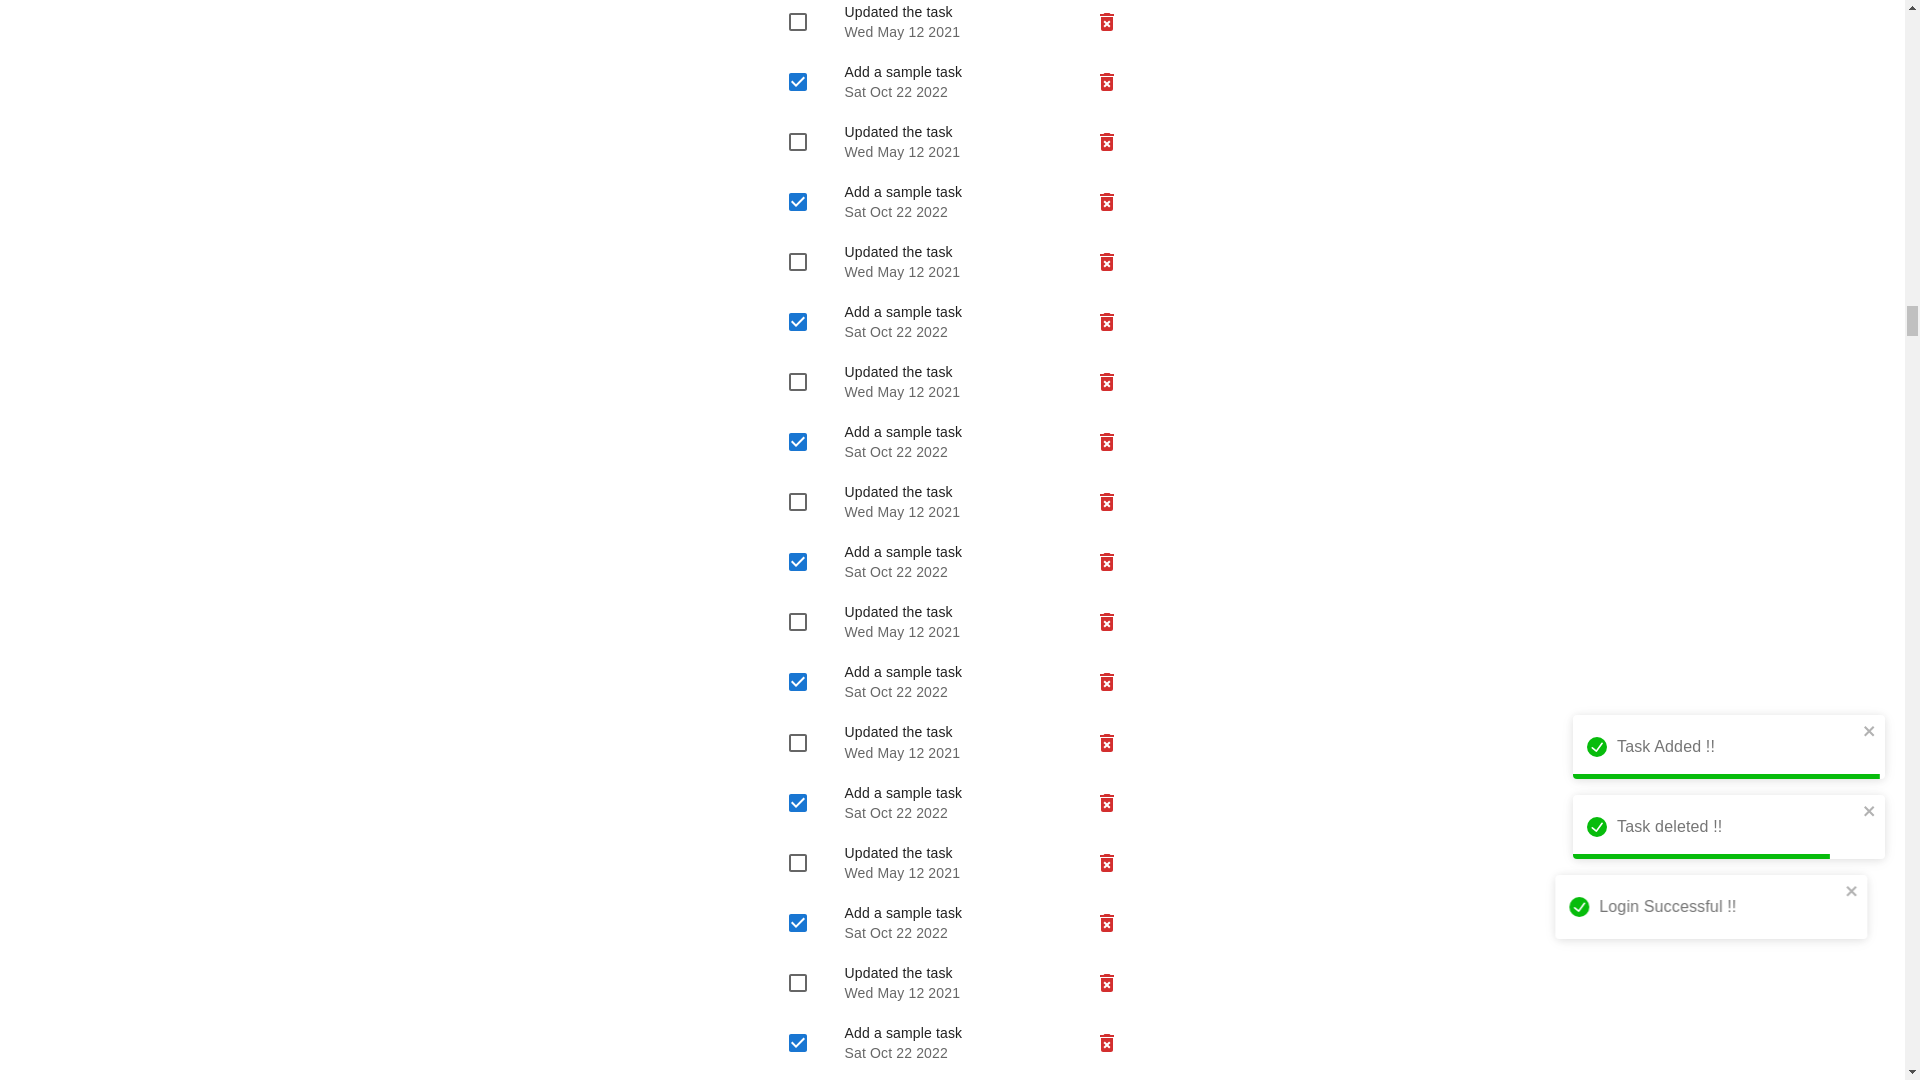 Updated the task
Wed May 12 2021
Add a sample task
Sat Oct 22 2022
Updated the task
Wed May 12 2021
Add a sample task
Sat Oct 22 2022
Updated the task
Wed May 12 2021
Add a sample task
Sat Oct 22 2022
Updated the task
Wed May 12 2021
Add a sample task
Sat Oct 22 2022
Updated the task
Wed May 12 2021
Add a sample task
Sat Oct 22 2022
Updated the task
Wed May 12 2021
Add a sample task
Sat Oct 22 2022
Updated the task
Wed May 12 2021
Add a sample task
Sat Oct 22 2022
Updated the task
Wed May 12 2021
Add a sample task
Sat Oct 22 2022
Updated the task
Wed May 12 2021
Add a sample task
Sat Oct 22 2022
Task Added !!
Task deleted !!
Login Successful !!